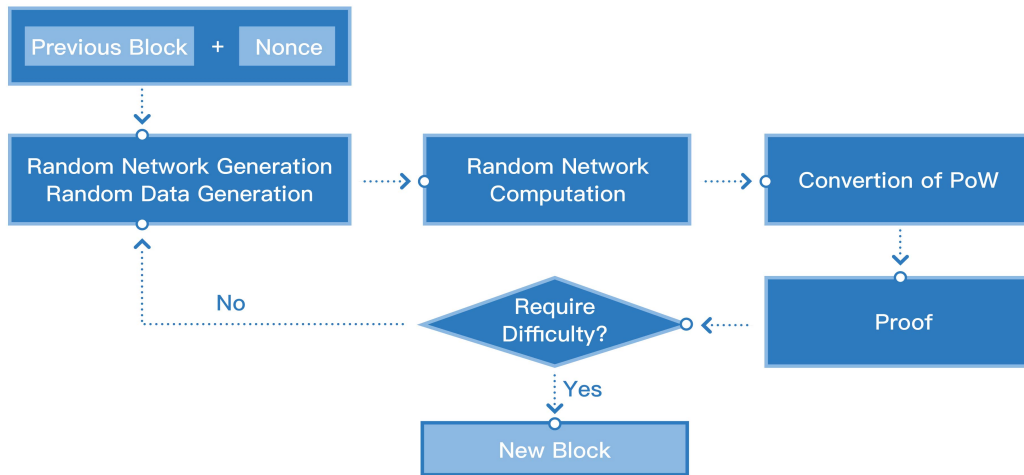 Previous Block + Nonce
Random Network Generation
Random Data Generation
Random Network
Computation
Convertion of PoW
No
Require
Difficulty?
Proof
Yes
New Block